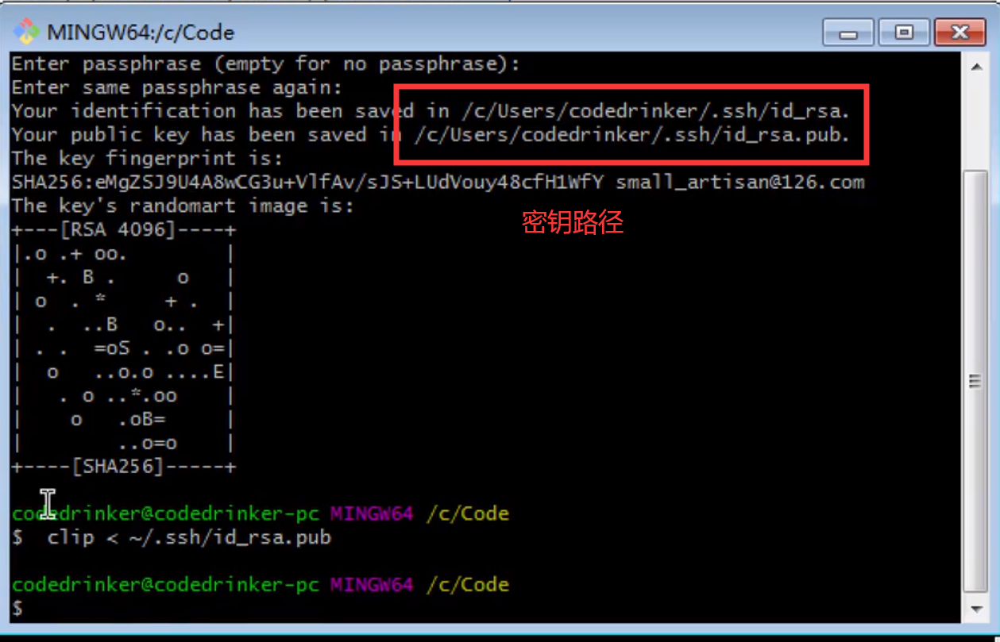 MINGW64:/c/Code
Enter passphrase (empty for no passphrase):
Enter same passphrase again:
Your identification has been saved in /c/Users/codedrinker/.ssh/id_rsa.
Your public key has been saved in /c/Users/codedrinker/.ssh/id_rsa.pub.
The key fingerprint is:
SHA256:eMgZSJ9U4A8wCG3u+VlfAv/sJS+LUdVouy48cfH1WfY small_artisan@126.com
The key's randomart image is:
密钥路径
+---[RSA 4096]----+
|.o .+ oo.        |
|  +. B .     o   |
| o  . *     + .  |
|  .  ..B   o..  +|
| . .  =oS . .o o=|
|  o   ..o.o ....E|
|   . o ..*.oo    |
|    o   .oB=     |
|        ..o=o    |
+----[SHA256]-----+
codedrinker@codedrinker-pc MINGW64 /c/Code
$  clip < ~/.ssh/id_rsa.pub
codedrinker@codedrinker-pc MINGW64 /c/Code
$